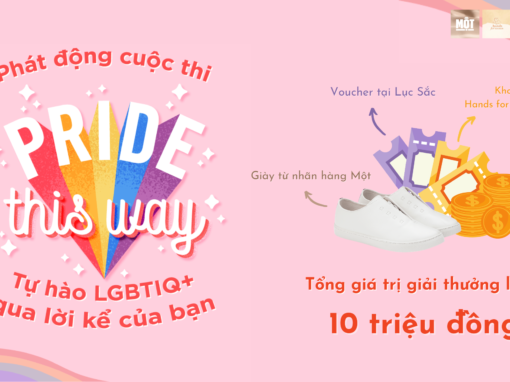 Phát động cuộc thi
PRIDE
this way
Tự hào LGBTIQ+
qua lời kể của bạn
MỘT
Voucher tại Lục Sắc
Hands for
Giày từ nhãn hàng Một
Tổng giá trị giải thưởng l
10 triệu đồng